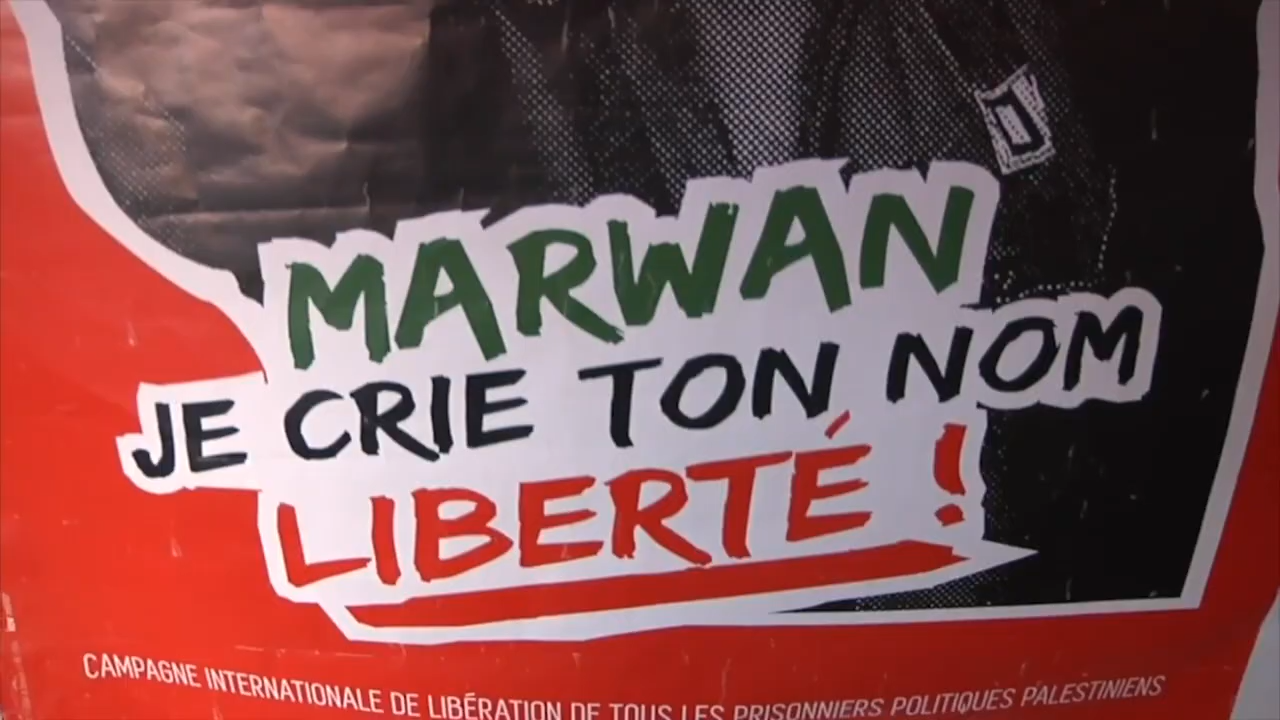 MARWAN
JE CRIE TON NOM
LIBERTÉ !
CAMPAGNE INTERNATIONALE DE LIBÉRATION DE TOUS LES PRISONNIERS POLITIQUES PALESTINIENS